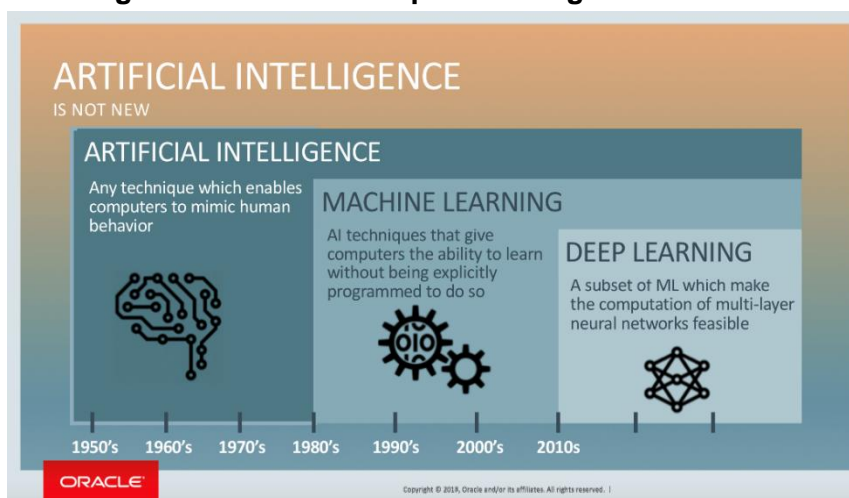 ARTIFICIAL INTELLIGENCE
IS NOT NEW
ARTIFICIAL INTELLIGENCE
Any technique which enables
computers to mimic human
behavior
MACHINE LEARNING
AI techniques that give
computers the ability to learn
without being explicitly
programmed to do so
DEEP LEARNING
A subset of ML which make
the computation of multi-layer
neural networks feasible
OIO
1950's 1960's 1970's 1980's 1990's 2000's 2010s
ORACLE
Copyright © 2018, Oracle and/or its affiliates. All rights reserved. |